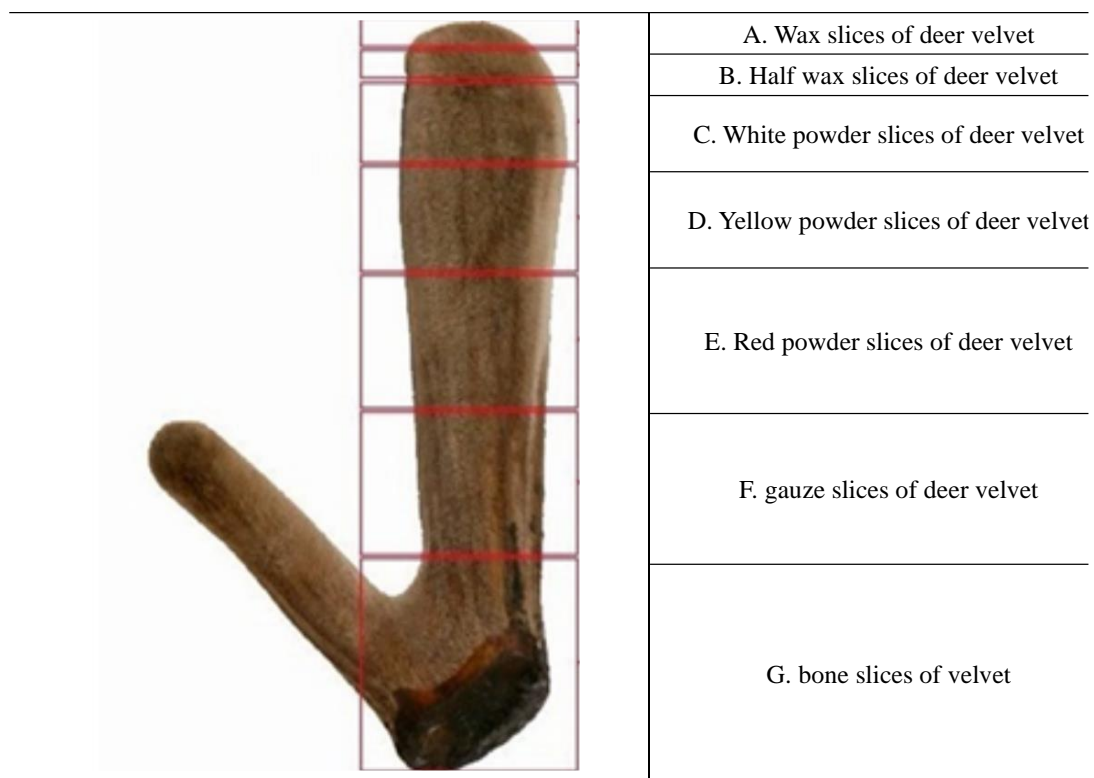 A. Wax slices of deer velvet
B. Half wax slices of deer velvet
C. White powder slices of deer velvet
D. Yellow powder slices of deer velvet
E. Red powder slices of deer velvet
F. gauze slices of deer velvet
G. bone slices of velvet